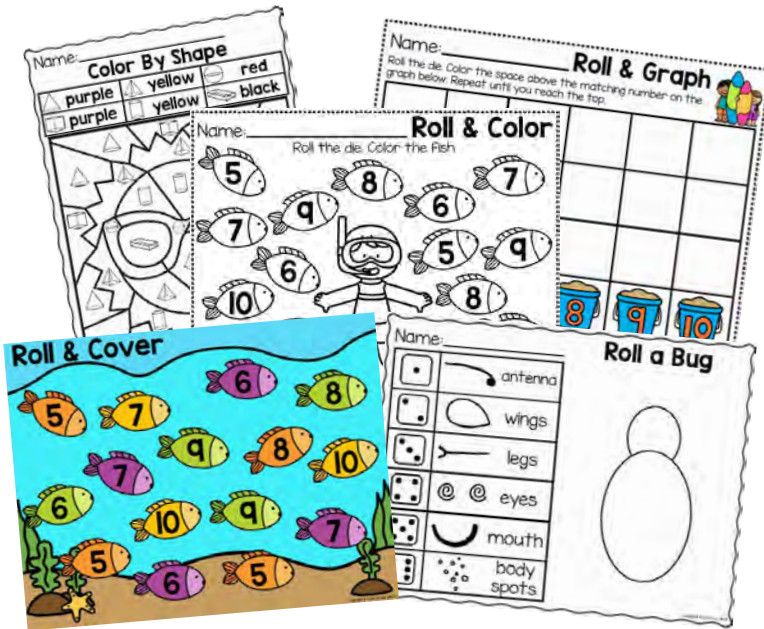 Name:
Color By Shape
purple yellow red
purple yellow black
Name: Roll & Graph
Roll the die. Color the space above the matching number on the
graph below. Repeat until you reach the top.
8 9 10
Name: Roll & Color
Roll the die. Color the fish
5 8 7
9 6
7 5 9
6
10 8
Roll & Cover
6 8
5 7
9 8 10
7
6 10 9 7
5 6 5
Name:
Roll a Bug
antenna
wings
legs
eyes
mouth
body
spots